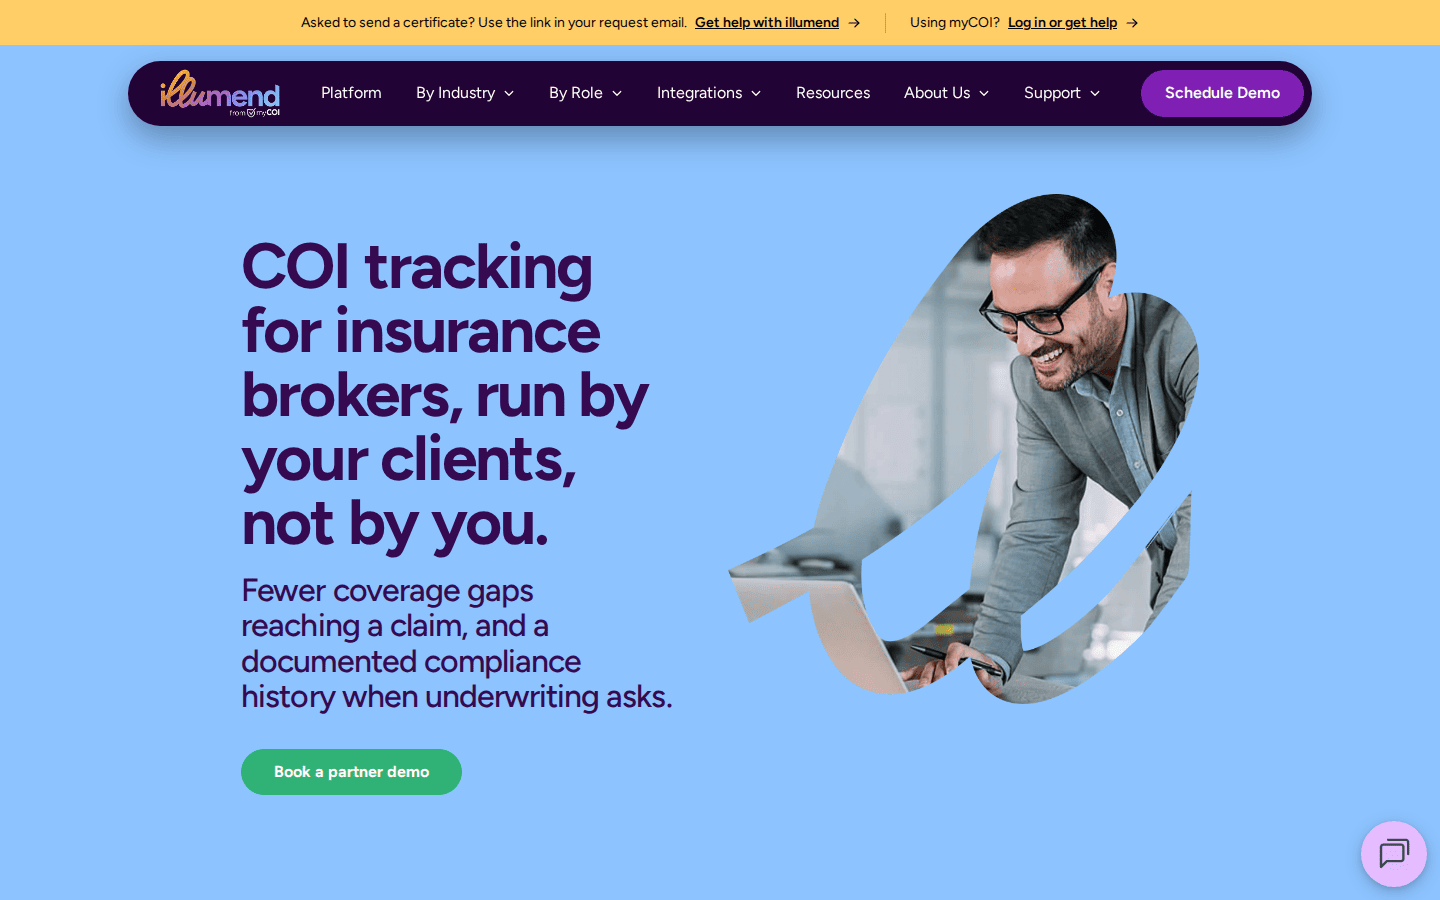 Asked to send a certificate? Use the link in your request email. Get help with illumend → Using myCOI? Log in or get help →
illumend
from myCOI
Platform By Industry By Role Integrations Resources About Us Support Schedule Demo
COI tracking
for insurance
brokers, run by
your clients,
not by you.
Fewer coverage gaps
reaching a claim, and a
documented compliance
history when underwriting asks.
Book a partner demo